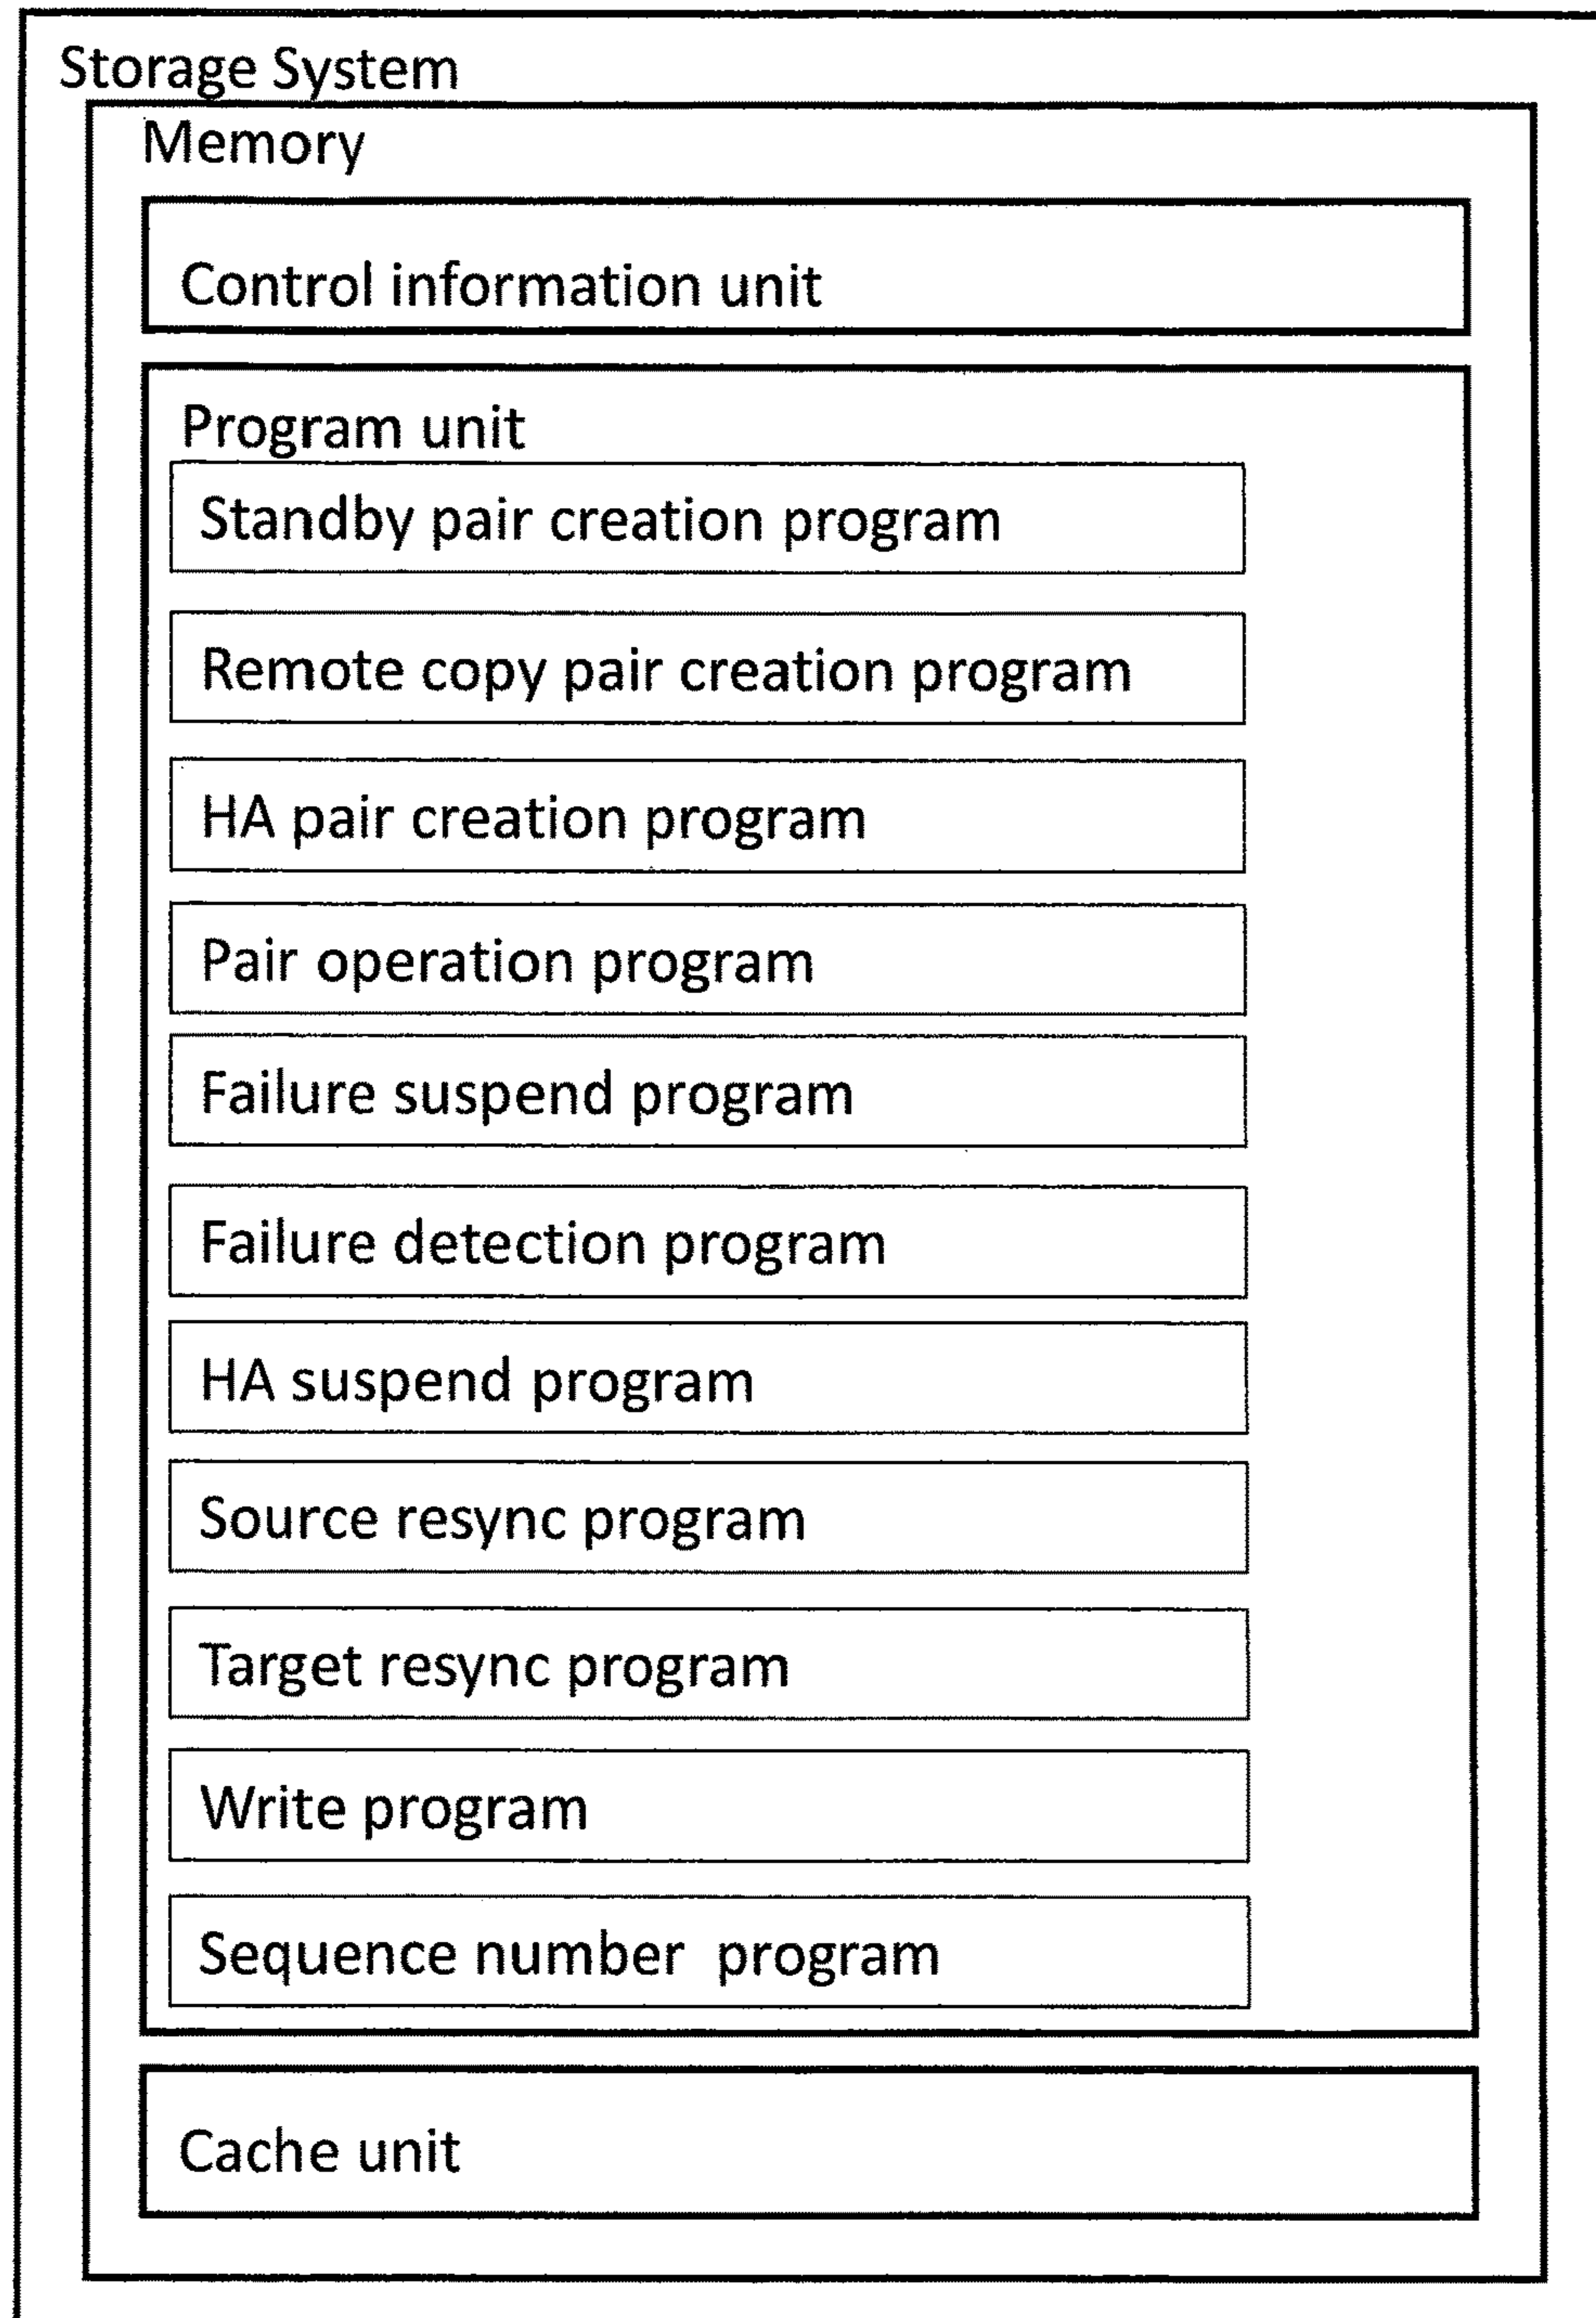 Storage System
Memory
Control information unit
Program unit
Standby pair creation program
Remote copy pair creation program
HA pair creation program
Pair operation program
Failure suspend program
Failure detection program
HA suspend program
Source resync program
Target resync program
Write program
Sequence number program
Cache unit